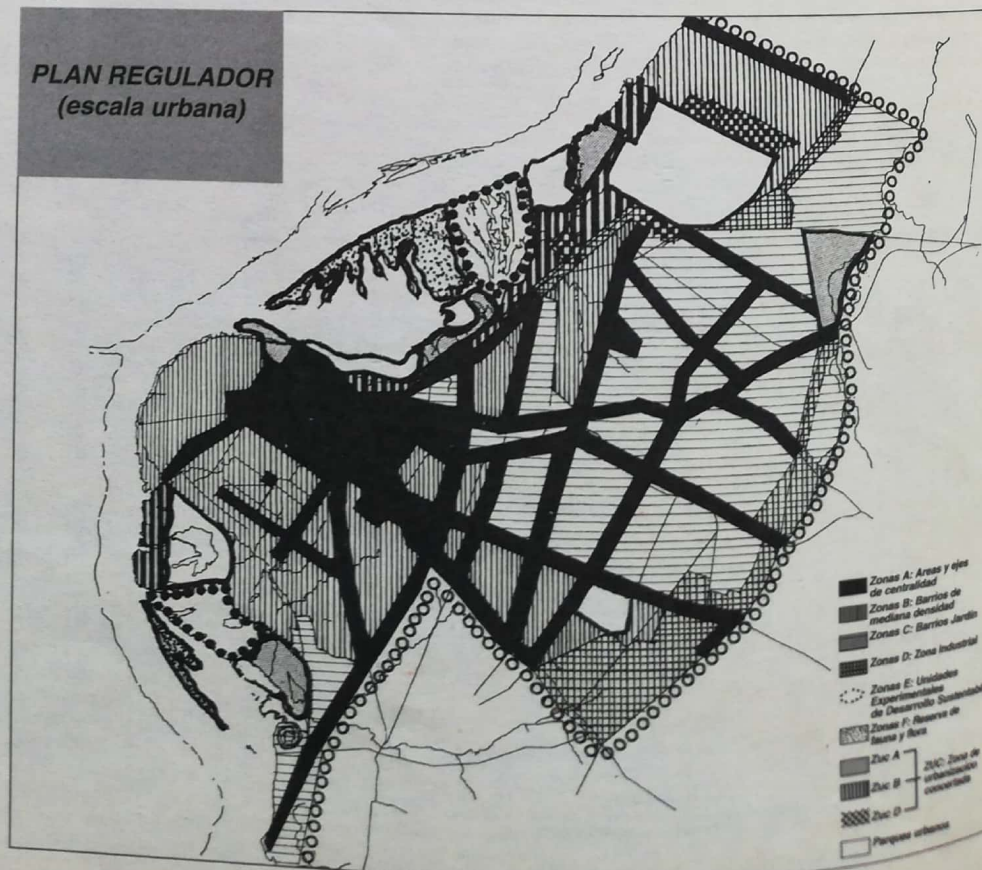 PLAN REGULADOR
(escala urbana)
Zonas A: Areas y ejes
de centralidad
Zonas B: Barrios de
mediana densidad
Zonas C: Barrios Jardín
Zonas D: Zona Industrial
Zonas E: Unidades
Experimentales
de Desarrollo Sustentable
Zonas F: Reserva de
fauna y flora
Zuc A
Zuc B
Zuc D
ZUC: Zona de
urbanización
concertada
Parques urbanos